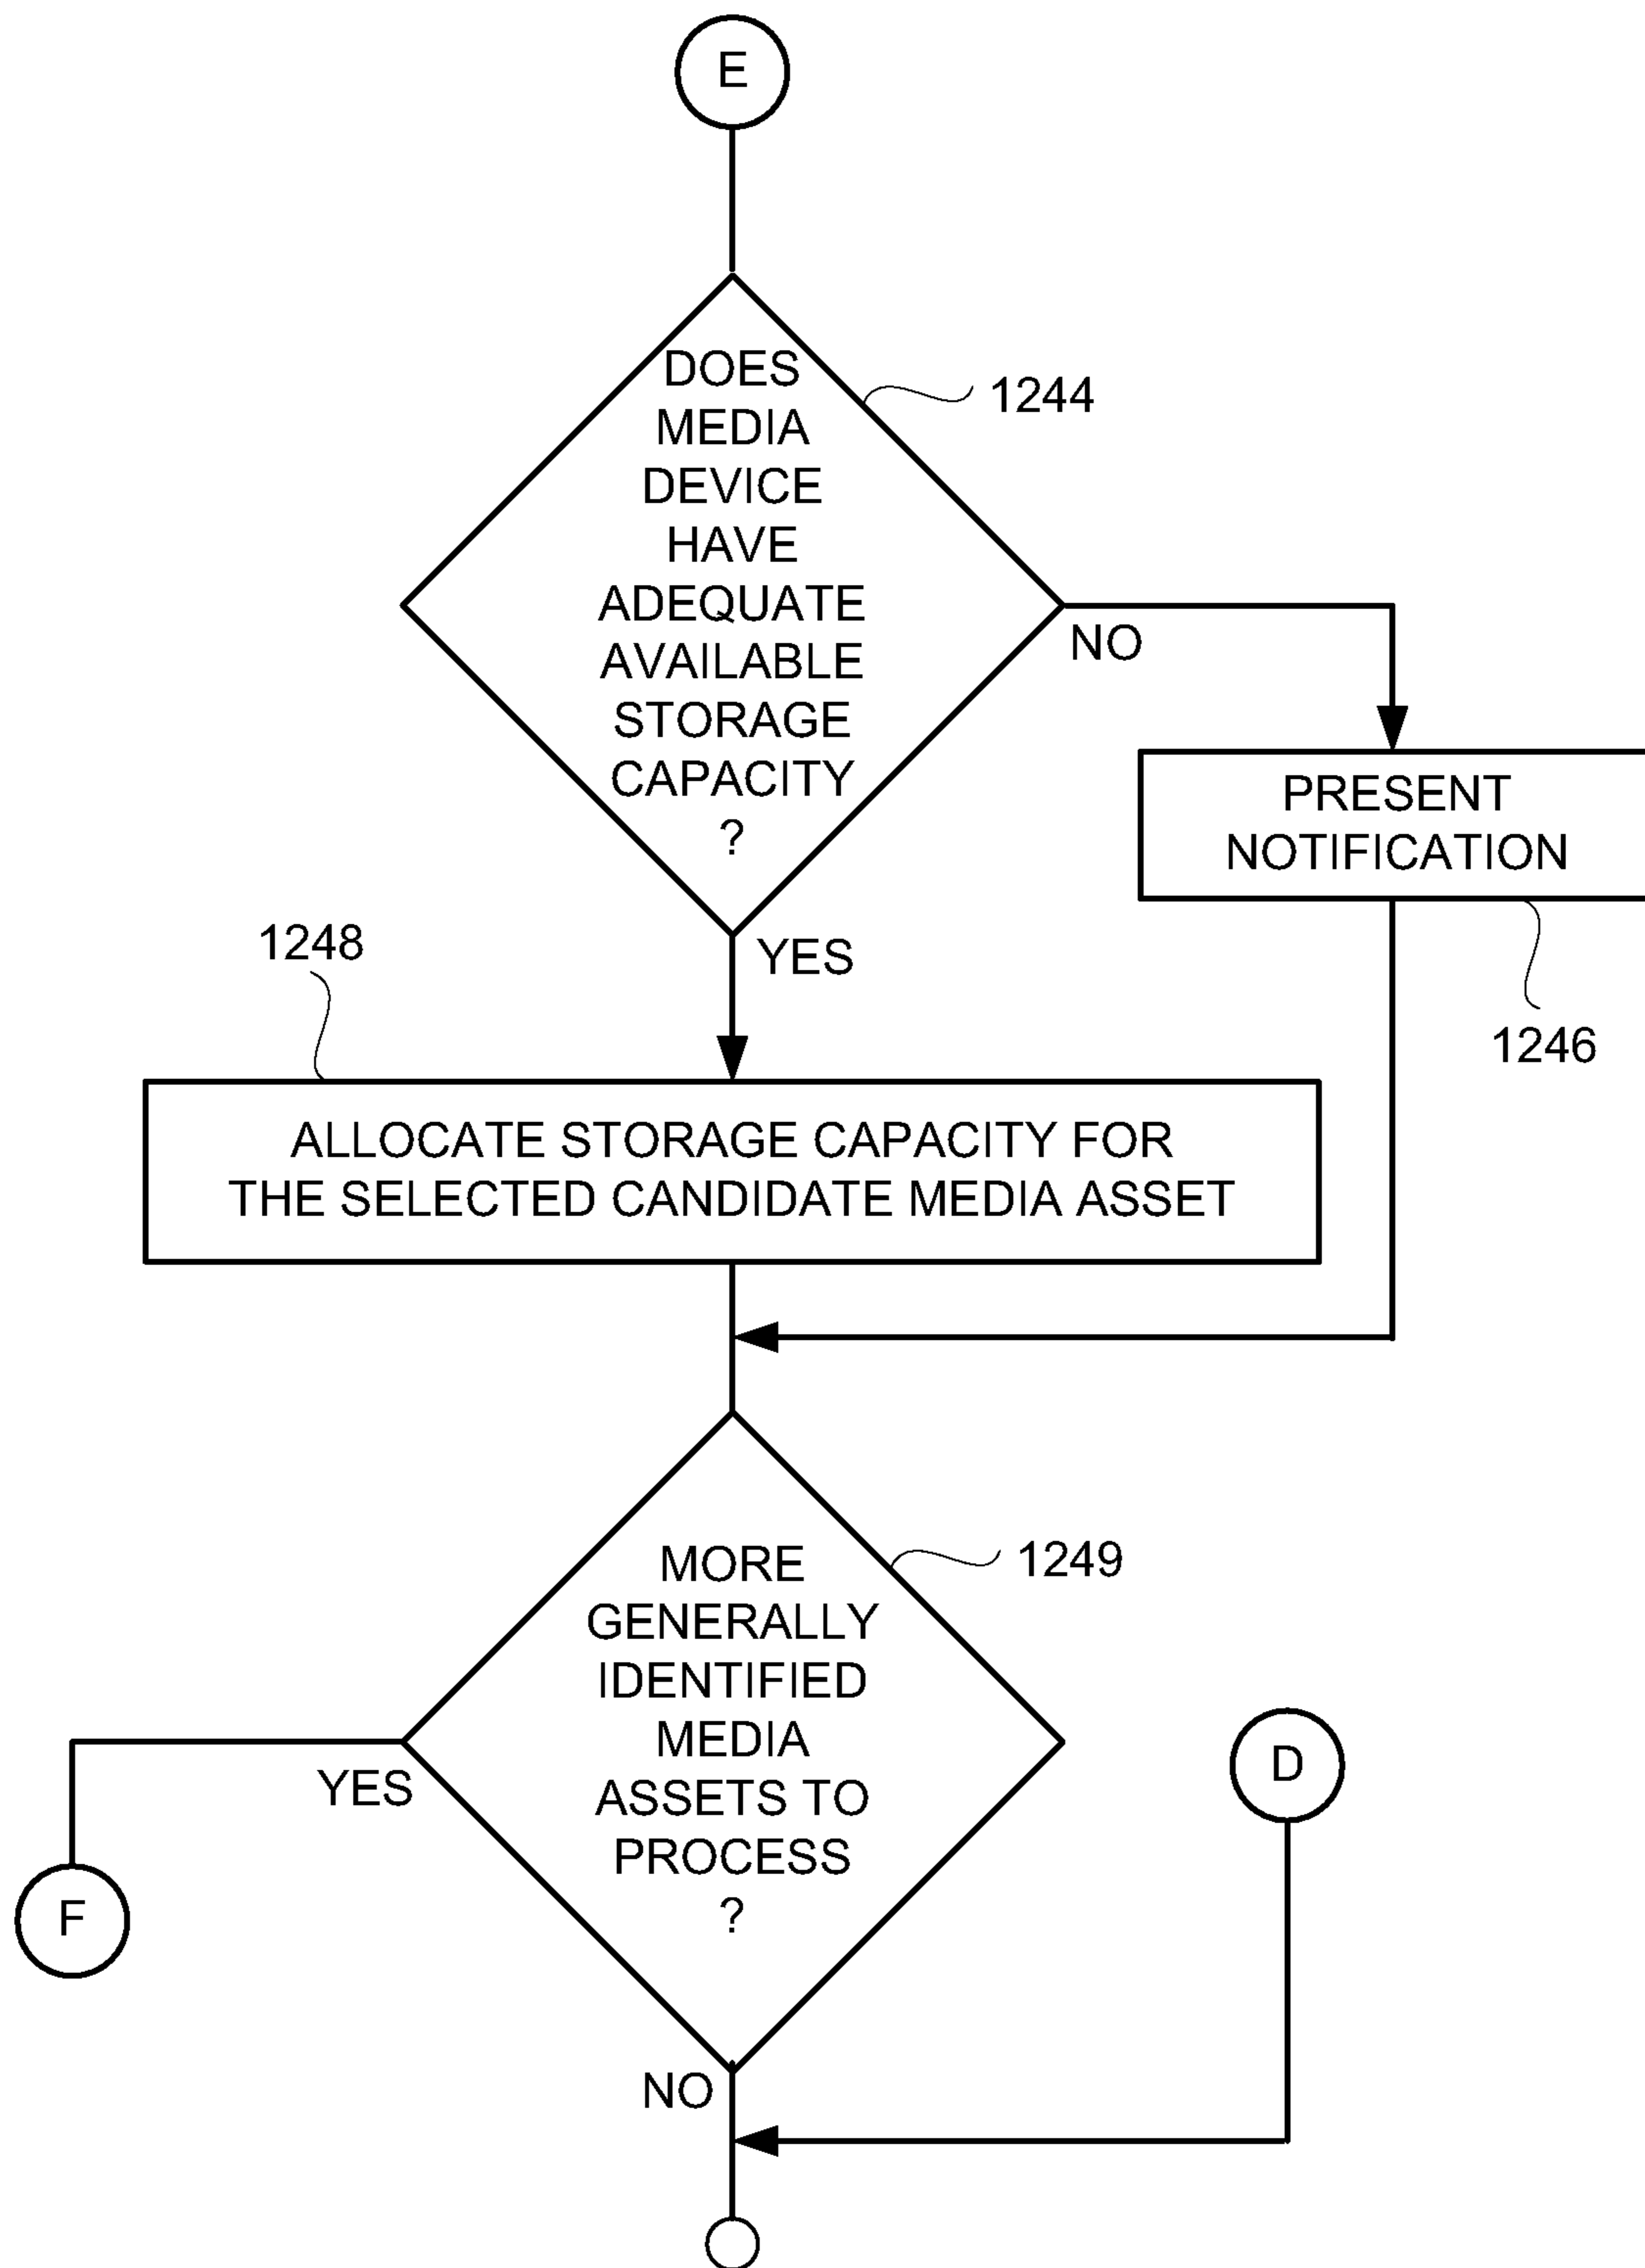 E
DOES
MEDIA
DEVICE
HAVE
ADEQUATE
AVAILABLE
STORAGE
CAPACITY
?
1244
NO
PRESENT
NOTIFICATION
1246
YES
1248
ALLOCATE STORAGE CAPACITY FOR
THE SELECTED CANDIDATE MEDIA ASSET
MORE
GENERALLY
IDENTIFIED
MEDIA
ASSETS TO
PROCESS
?
1249
YES
F
D
NO